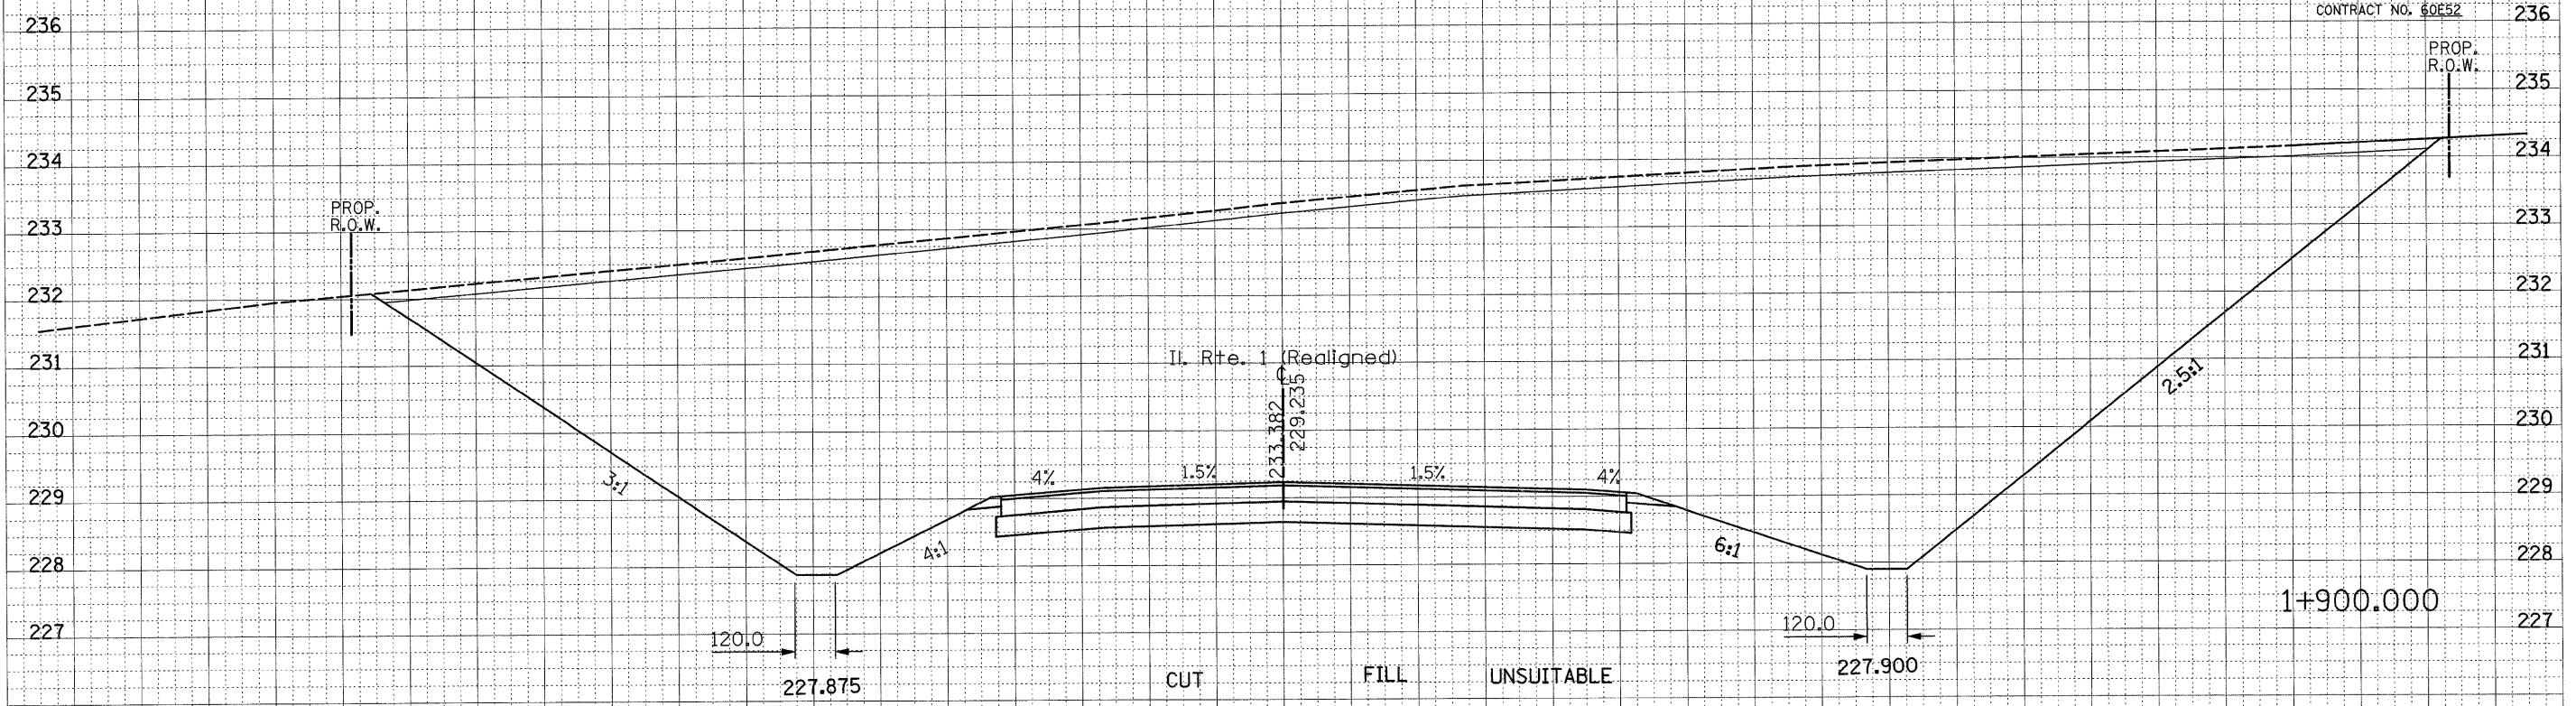 CONTRACT NO. 60E52
236 236
PROP.
R.O.W.
235 235
234 234
PROP.
R.O.W.
233 233
232 232
231 231
Il. Rte. 1 (Realigned)
℄
233.382
229.235
2.5:1
230 230
4% 1.5% 1.5% 4%
3:1
229 229
4:1 6:1
228 228
1+900.000
227 227
120.0 120.0
227.875 CUT FILL UNSUITABLE 227.900